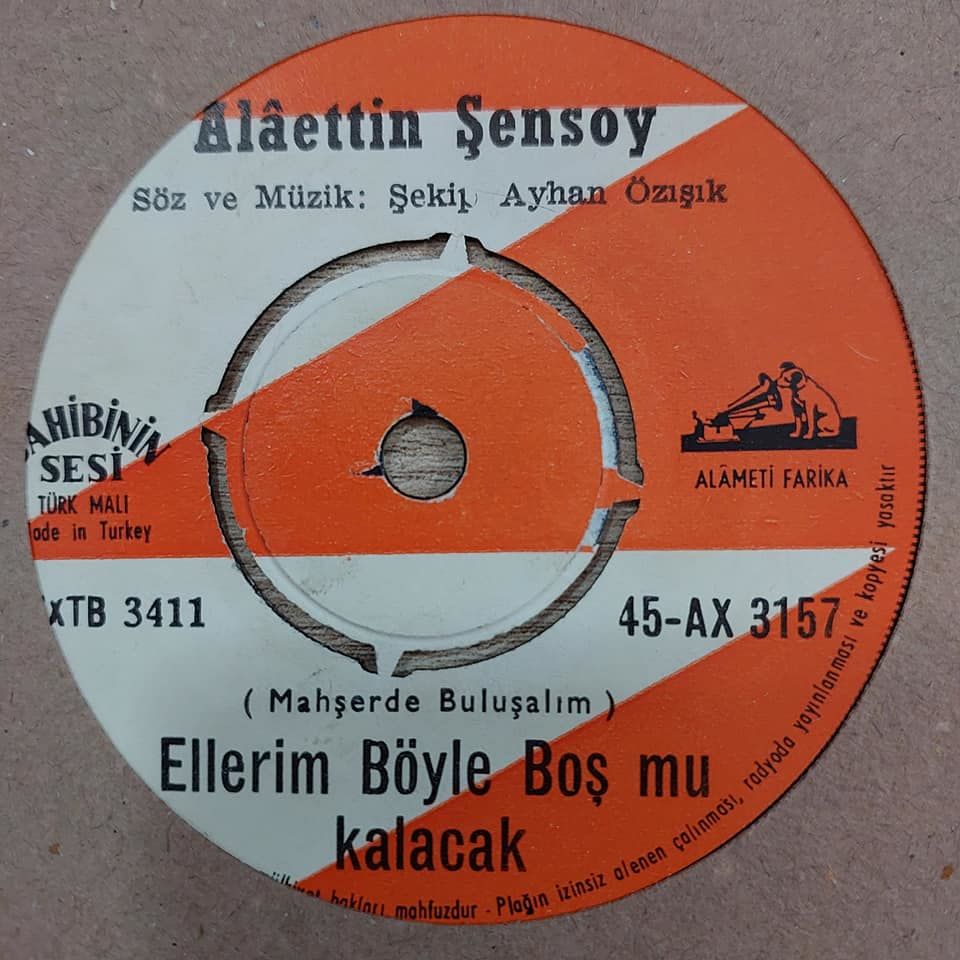 Alâettin Şensoy
Söz ve Müzik: Şekip Ayhan Özışık
AHİBİNİN
SESİ
TÜRK MALI
ade in Turkey
ALÂMETİ FARİKA
XTB 3411
45-AX 3157
( Mahşerde Buluşalım )
Ellerim Böyle Boş mu
kalacak
hakları mahfuzdur - Plağın izinsiz alenen çalınması, radyoda yayınlanması ve kopyesi yasaktır